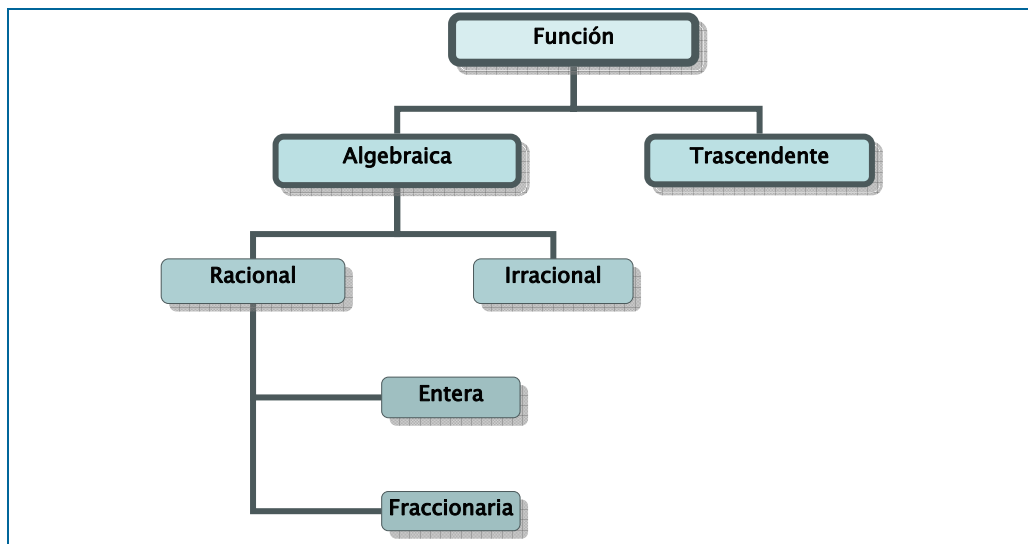 Función
Algebraica
Trascendente
Racional
Irracional
Entera
Fraccionaria